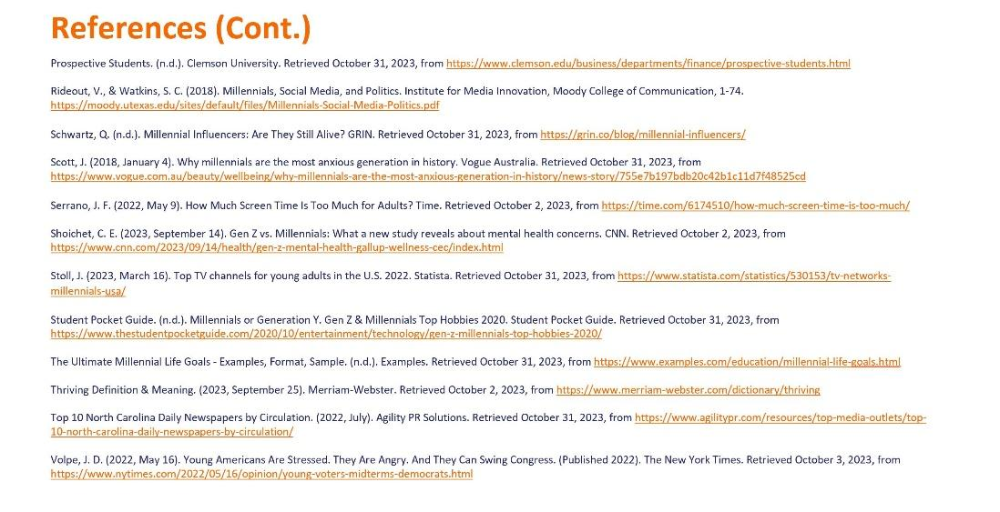 References (Cont.)
Prospective Students. (n.d.). Clemson University. Retrieved October 31, 2023, from https://www.clemson.edu/business/departments/finance/prospective-students.html
Rideout, V., & Watkins, S. C. (2018). Millennials, Social Media, and Politics. Institute for Media Innovation, Moody College of Communication, 1-74.
https://moody.utexas.edu/sites/default/files/Millennials-Social-Media-Politics.pdf
Schwartz, Q. (n.d.). Millennial Influencers: Are They Still Alive? GRIN. Retrieved October 31, 2023, from https://grin.co/blog/millennial-influencers/
Scott, J. (2018, January 4). Why millennials are the most anxious generation in history. Vogue Australia. Retrieved October 31, 2023, from
https://www.vogue.com.au/beauty/wellbeing/why-millennials-are-the-most-anxious-generation-in-history/news-story/755e7b197bdb20c42b1c11d7f48525cd
Serrano, J. F. (2022, May 9). How Much Screen Time Is Too Much for Adults? Time. Retrieved October 2, 2023, from https://time.com/6174510/how-much-screen-time-is-too-much/
Shoichet, C. E. (2023, September 14). Gen Z vs. Millennials: What a new study reveals about mental health concerns. CNN. Retrieved October 2, 2023, from
https://www.cnn.com/2023/09/14/health/gen-z-mental-health-gallup-wellness-cec/index.html
Stoll, J. (2023, March 16). Top TV channels for young adults in the U.S. 2022. Statista. Retrieved October 31, 2023, from https://www.statista.com/statistics/530153/tv-networks-
millennials-usa/
Student Pocket Guide. (n.d.). Millennials or Generation Y. Gen Z & Millennials Top Hobbies 2020. Student Pocket Guide. Retrieved October 31, 2023, from
https://www.thestudentpocketguide.com/2020/10/entertainment/technology/gen-z-millennials-top-hobbies-2020/
The Ultimate Millennial Life Goals - Examples, Format, Sample. (n.d.). Examples. Retrieved October 31, 2023, from https://www.examples.com/education/millennial-life-goals.html
Thriving Definition & Meaning. (2023, September 25). Merriam-Webster. Retrieved October 2, 2023, from https://www.merriam-webster.com/dictionary/thriving
Top 10 North Carolina Daily Newspapers by Circulation. (2022, July). Agility PR Solutions. Retrieved October 31, 2023, from https://www.agilitypr.com/resources/top-media-outlets/top-
10-north-carolina-daily-newspapers-by-circulation/
Volpe, J. D. (2022, May 16). Young Americans Are Stressed. They Are Angry. And They Can Swing Congress. (Published 2022). The New York Times. Retrieved October 3, 2023, from
https://www.nytimes.com/2022/05/16/opinion/young-voters-midterms-democrats.html